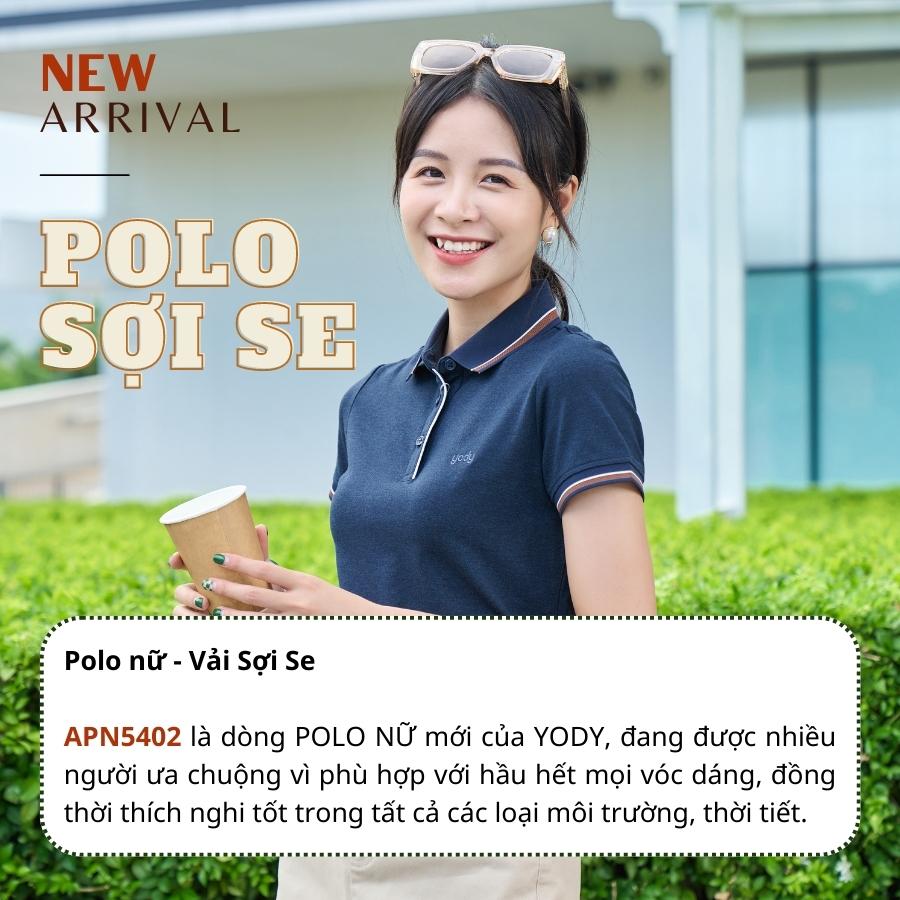 NEW
ARRIVAL
POLO
SỢI SE
yody
Polo nữ - Vải Sợi Se
APN5402 là dòng POLO NỮ mới của YODY, đang được nhiều
người ưa chuộng vì phù hợp với hầu hết mọi vóc dáng, đồng
thời thích nghi tốt trong tất cả các loại môi trường, thời tiết.